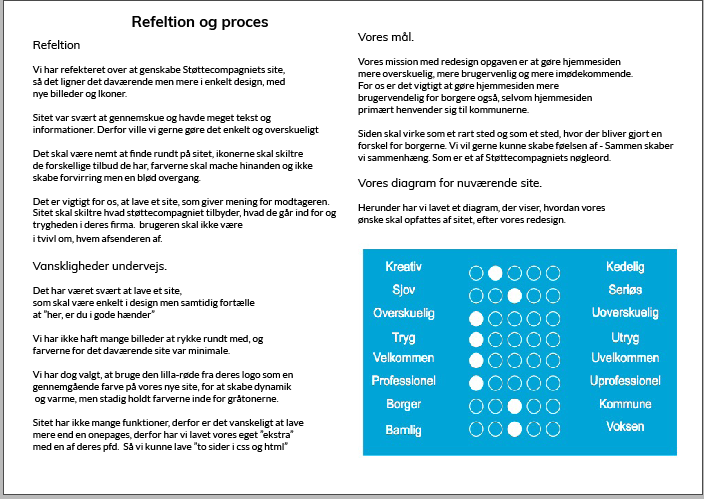 Refeltion og proces
Refeltion
Vi har refekteret over at genskabe Støttecompagniets site,
så det ligner det daværende men mere i enkelt design, med
nye billeder og Ikoner.
Sitet var svært at gennemskue og havde meget tekst og
informationer. Derfor ville vi gerne gøre det enkelt og overskueligt
Det skal være nemt at finde rundt på sitet, ikonerne skal skiltre
de forskellige tilbud de har, farverne skal mache hinanden og ikke
skabe forvirring men en blød overgang.
Det er vigtigt for os, at lave et site, som giver mening for modtageren.
Sitet skal skiltre hvad støttecompagniet tilbyder, hvad de går ind for og
trygheden i deres firma. brugeren skal ikke være
i tvivl om, hvem afsenderen af.
Vanskligheder undervejs.
Det har været svært at lave et site,
som skal være enkelt i design men samtidig fortælle
at "her, er du i gode hænder"
Vi har ikke haft mange billeder at rykke rundt med, og
farverne for det daværende site var minimale.
Vi har dog valgt, at bruge den lilla-røde fra deres logo som en
gennemgående farve på vores nye site, for at skabe dynamik
og varme, men stadig holdt farverne inde for gråtonerne.
Sitet har ikke mange funktioner, derfor er det vanskeligt at lave
mere end en onepages, derfor har vi lavet vores eget "ekstra"
med en af deres pfd. Så vi kunne lave "to sider i css og html"
Vores mål.
Vores mission med redesign opgaven er at gøre hjemmesiden
mere overskuelig, mere brugervenlig og mere imødekommende.
For os er det vigtigt at gøre hjemmesiden mere
brugervendelig for borgere også, selvom hjemmesiden
primært henvender sig til kommunerne.
Siden skal virke som et rart sted og som et sted, hvor der bliver gjort en
forskel for borgerne. Vi vil gerne kunne skabe føelsen af - Sammen skaber
vi sammenhæng. Som er et af Støttecompagniets nøgleord.
Vores diagram for nuværende site.
Herunder har vi lavet et diagram, der viser, hvordan vores
ønske skal opfattes af sitet, efter vores redesign.
Kreativ Kedelig
Sjov Seriøs
Overskuelig Uoverskuelig
Tryg Utryg
Velkommen Uvelkommen
Professionel Uprofessionel
Borger Kommune
Barnlig Voksen